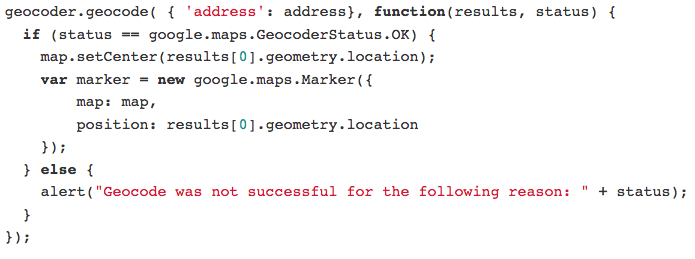 geocoder.geocode( { 'address': address}, function(results, status) {
  if (status == google.maps.GeocoderStatus.OK) {
    map.setCenter(results[0].geometry.location);
    var marker = new google.maps.Marker({
        map: map,
        position: results[0].geometry.location
    });
  } else {
    alert("Geocode was not successful for the following reason: " + status);
  }
});